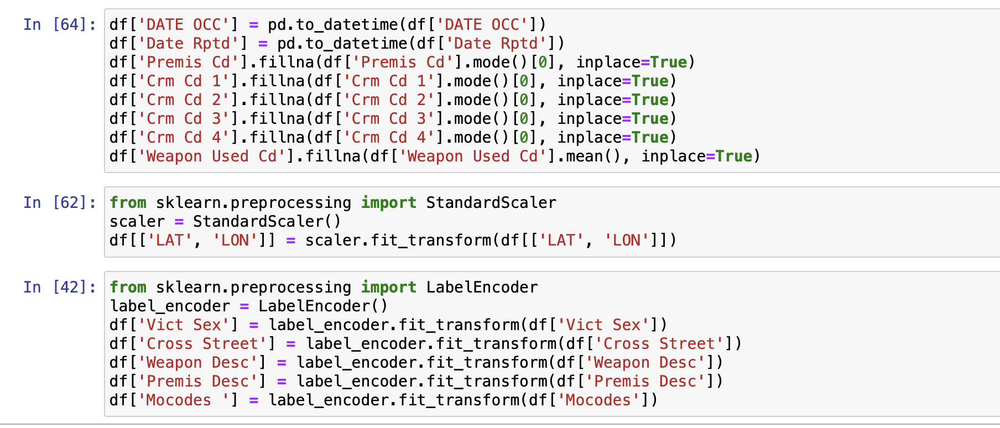 In [64]: df['DATE OCC'] = pd.to_datetime(df['DATE OCC'])
df['Date Rptd'] = pd.to_datetime(df['Date Rptd'])
df['Premis Cd'].fillna(df['Premis Cd'].mode()[0], inplace=True)
df['Crm Cd 1'].fillna(df['Crm Cd 1'].mode()[0], inplace=True)
df['Crm Cd 2'].fillna(df['Crm Cd 2'].mode()[0], inplace=True)
df['Crm Cd 3'].fillna(df['Crm Cd 3'].mode()[0], inplace=True)
df['Crm Cd 4'].fillna(df['Crm Cd 4'].mode()[0], inplace=True)
df['Weapon Used Cd'].fillna(df['Weapon Used Cd'].mean(), inplace=True)
In [62]: from sklearn.preprocessing import StandardScaler
scaler = StandardScaler()
df[['LAT', 'LON']] = scaler.fit_transform(df[['LAT', 'LON']])
In [42]: from sklearn.preprocessing import LabelEncoder
label_encoder = LabelEncoder()
df['Vict Sex'] = label_encoder.fit_transform(df['Vict Sex'])
df['Cross Street'] = label_encoder.fit_transform(df['Cross Street'])
df['Weapon Desc'] = label_encoder.fit_transform(df['Weapon Desc'])
df['Premis Desc'] = label_encoder.fit_transform(df['Premis Desc'])
df['Mocodes '] = label_encoder.fit_transform(df['Mocodes'])